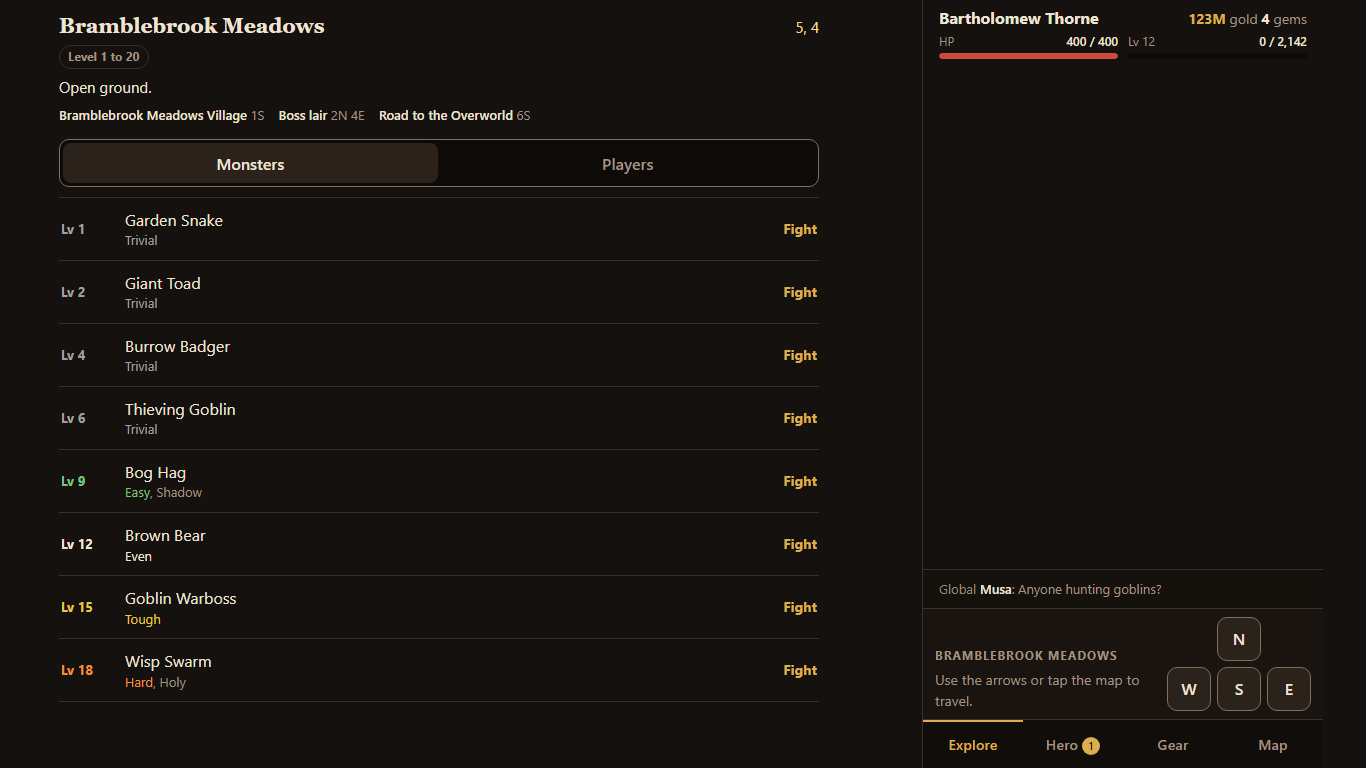 Bramblebrook Meadows
5, 4
Level 1 to 20
Open ground.
Bramblebrook Meadows Village 1S Boss lair 2N 4E Road to the Overworld 6S
Monsters
Players
Lv 1
Garden Snake
Trivial
Fight
Lv 2
Giant Toad
Trivial
Fight
Lv 4
Burrow Badger
Trivial
Fight
Lv 6
Thieving Goblin
Trivial
Fight
Lv 9
Bog Hag
Easy, Shadow
Fight
Lv 12
Brown Bear
Even
Fight
Lv 15
Goblin Warboss
Tough
Fight
Lv 18
Wisp Swarm
Hard, Holy
Fight
Bartholomew Thorne
123M gold 4 gems
HP 400 / 400
Lv 12 0 / 2,142
Global Musa: Anyone hunting goblins?
BRAMBLEBROOK MEADOWS
Use the arrows or tap the map to
travel.
N
W S E
Explore
Hero 1
Gear
Map